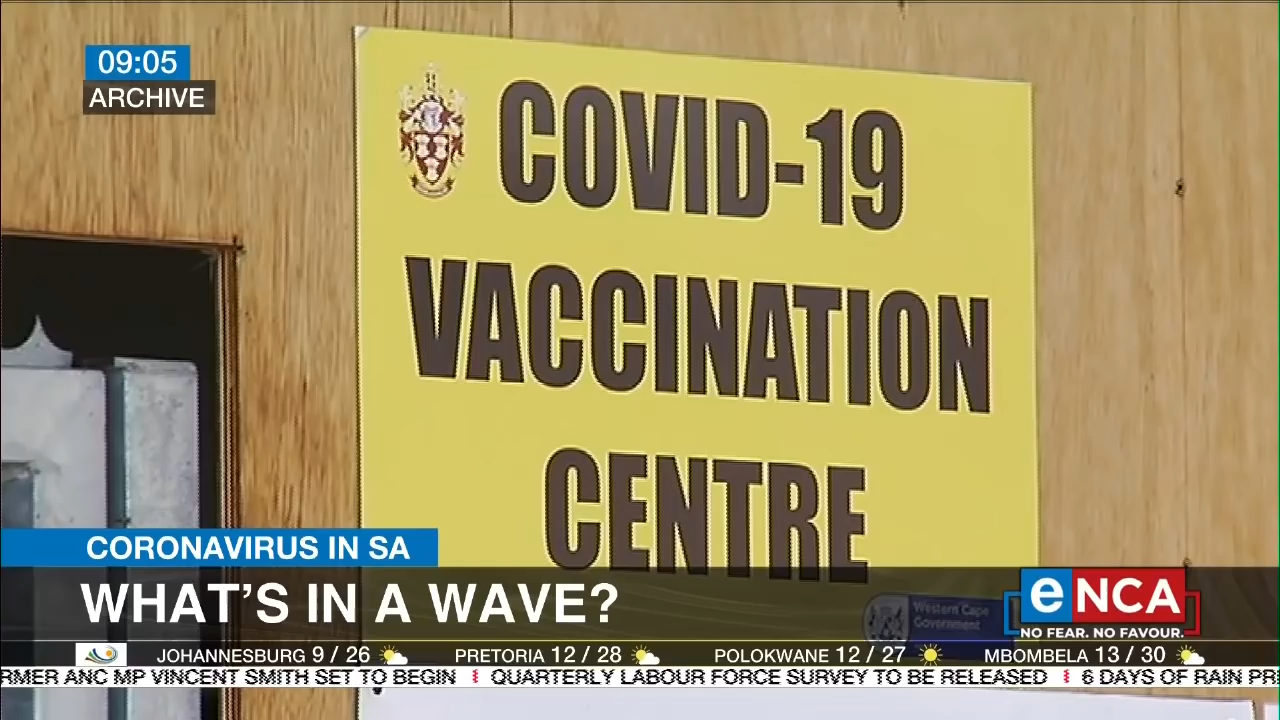 09:05
ARCHIVE
COVID-19
VACCINATION
CENTRE
Western Cape
Government
CORONAVIRUS IN SA
WHAT'S IN A WAVE?
eNCA
NO FEAR. NO FAVOUR.
JOHANNESBURG 9 / 26 PRETORIA 12 / 28 POLOKWANE 12 / 27 MBOMBELA 13 / 30
RMER ANC MP VINCENT SMITH SET TO BEGIN QUARTERLY LABOUR FORCE SURVEY TO BE RELEASED 6 DAYS OF RAIN PR